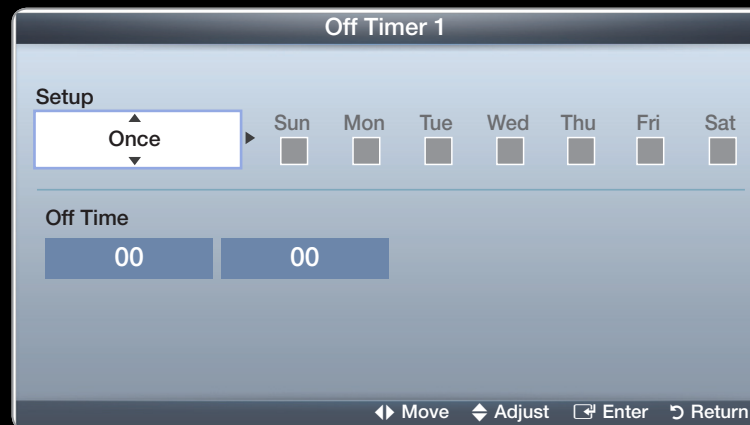 Off Timer 1
Setup
Once
Sun Mon Tue Wed Thu Fri Sat
Off Time
00 00
Move Adjust Enter Return